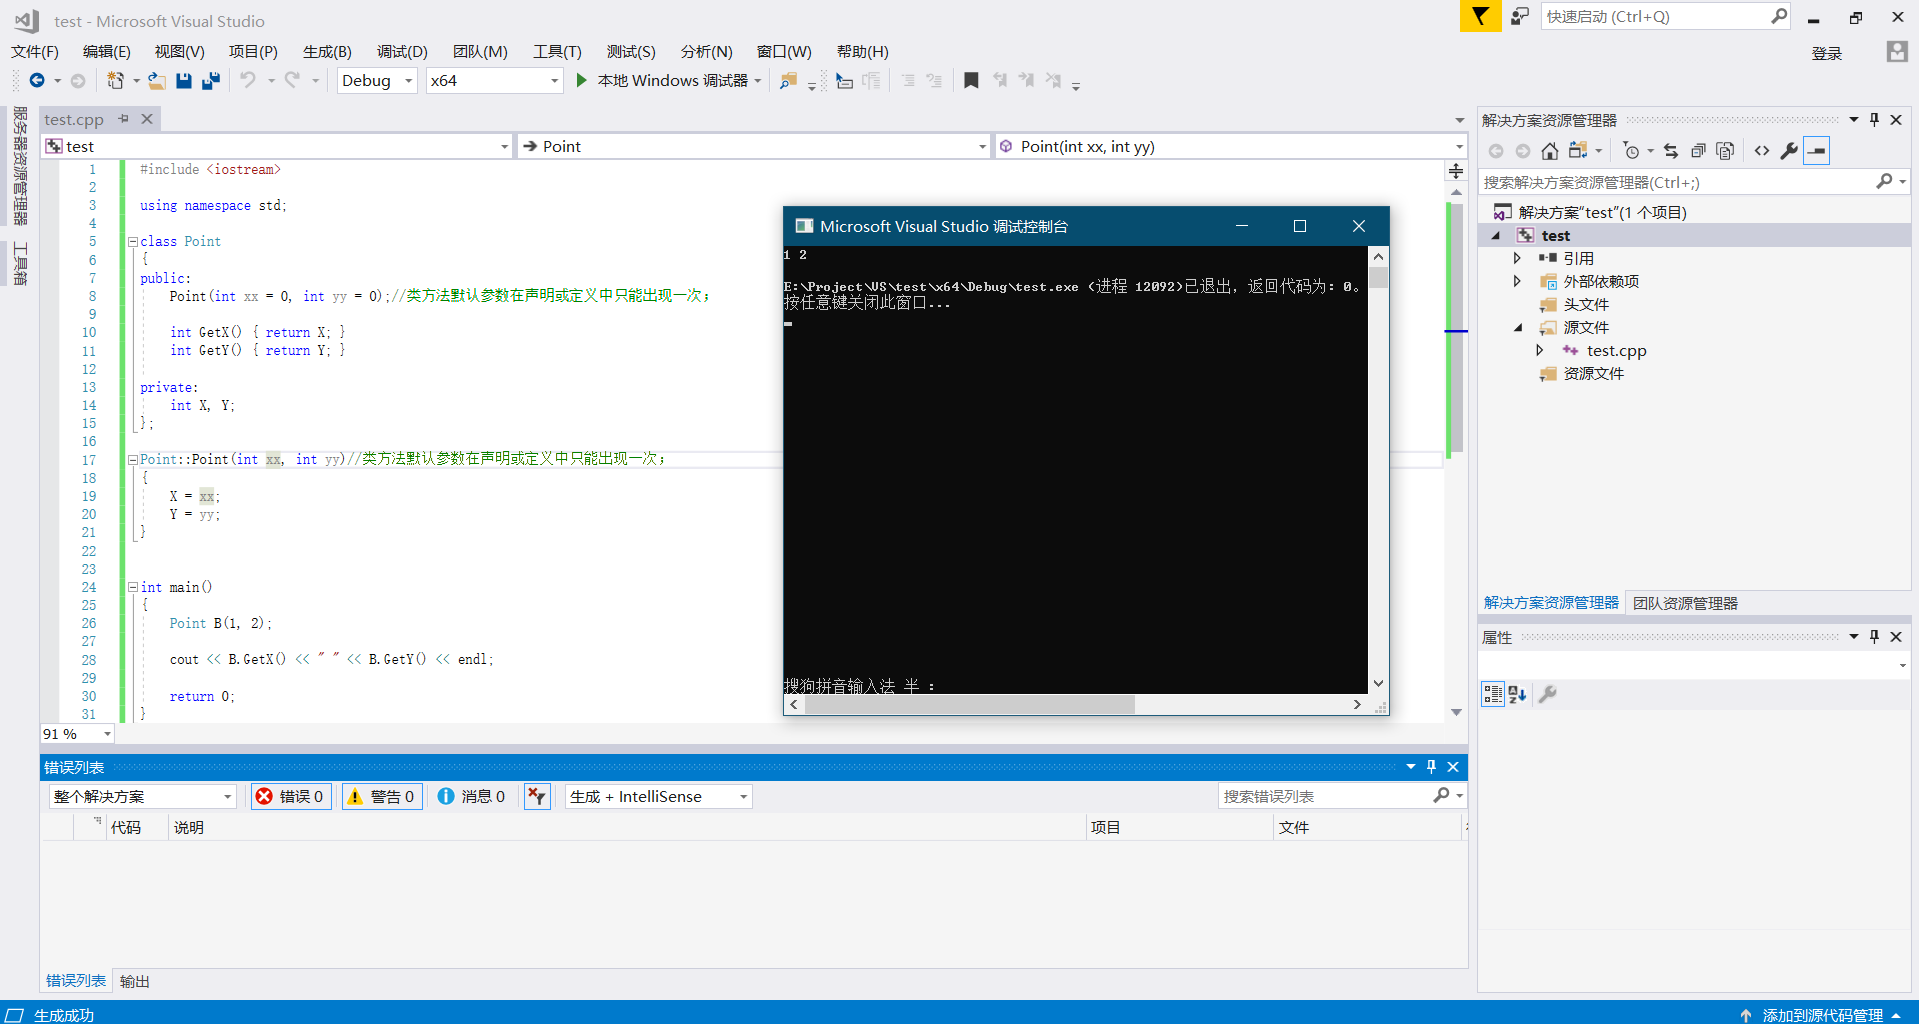 test - Microsoft Visual Studio
快速启动 (Ctrl+Q)
文件(F) 编辑(E) 视图(V) 项目(P) 生成(B) 调试(D) 团队(M) 工具(T) 测试(S) 分析(N) 窗口(W) 帮助(H)
登录
Debug x64 本地 Windows 调试器
服务器资源管理器
工具箱
test.cpp
test Point Point(int xx, int yy)
1 #include <iostream>
2
3 using namespace std;
4
5 class Point
6 {
7 public:
8 Point(int xx = 0, int yy = 0);//类方法默认参数在声明或定义中只能出现一次;
9
10 int GetX() { return X; }
11 int GetY() { return Y; }
12
13 private:
14 int X, Y;
15 };
16
17 Point::Point(int xx, int yy)//类方法默认参数在声明或定义中只能出现一次;
18 {
19 X = xx;
20 Y = yy;
21 }
22
23
24 int main()
25 {
26 Point B(1, 2);
27
28 cout << B.GetX() << " " << B.GetY() << endl;
29
30 return 0;
31 }
91 %
Microsoft Visual Studio 调试控制台
1 2
E:\Project\VS\test\x64\Debug\test.exe (进程 12092)已退出，返回代码为: 0。
按任意键关闭此窗口...
搜狗拼音输入法 半 :
解决方案资源管理器
搜索解决方案资源管理器(Ctrl+;)
解决方案"test"(1 个项目)
test
引用
外部依赖项
头文件
源文件
test.cpp
资源文件
解决方案资源管理器 团队资源管理器
属性
错误列表
整个解决方案 错误 0 警告 0 消息 0 生成 + IntelliSense 搜索错误列表
代码 说明 项目 文件
错误列表 输出
生成成功 添加到源代码管理